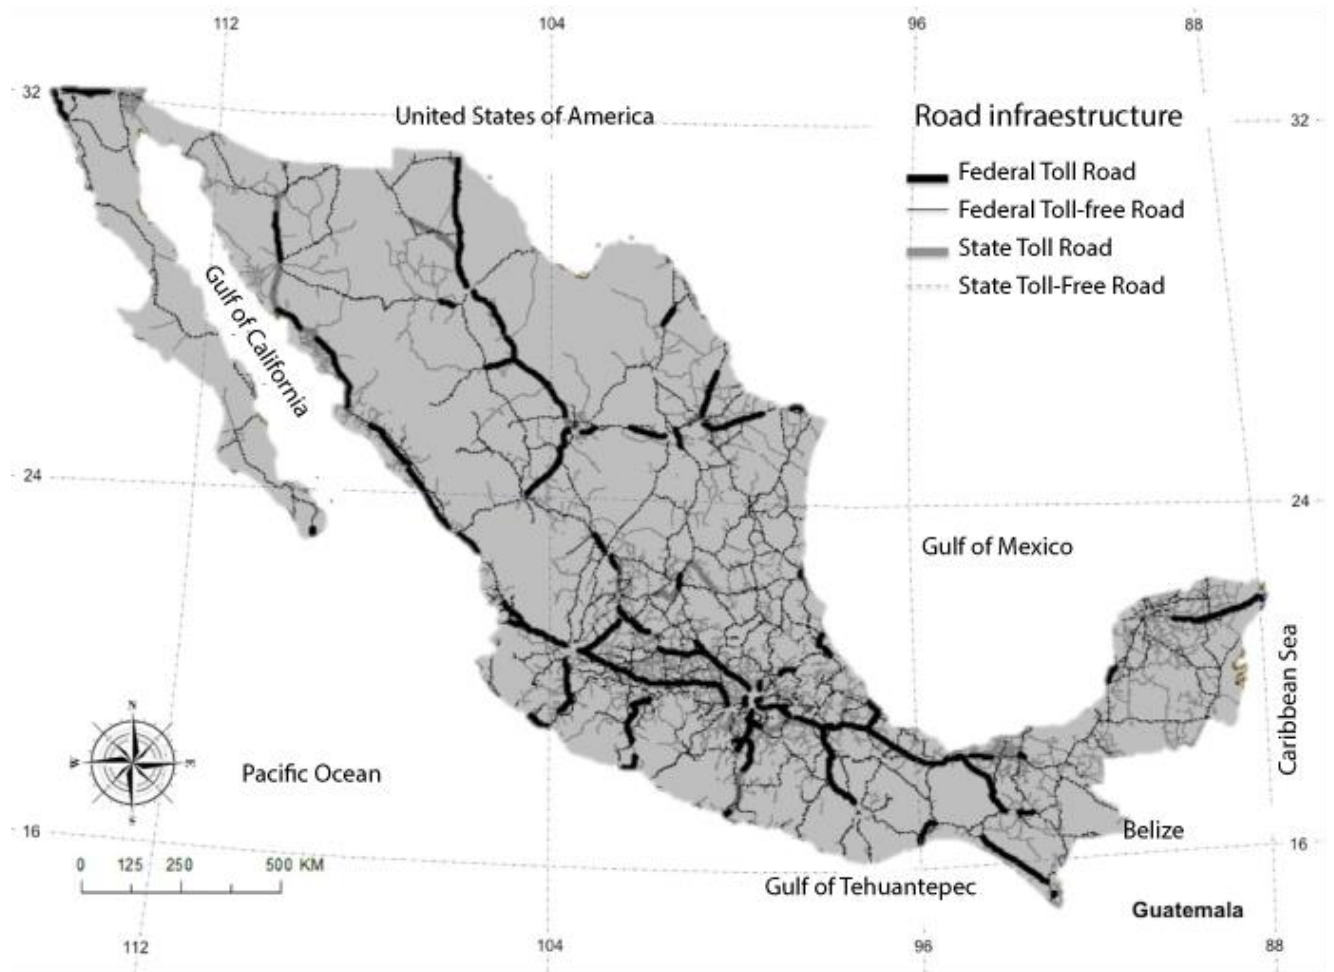 112 104 96 88
32
United States of America
Road infraestructure
32
Federal Toll Road
Federal Toll-free Road
State Toll Road
State Toll-Free Road
Gulf of California
24
24
Gulf of Mexico
Caribbean Sea
N
W E
S
Pacific Ocean
16
Belize
16
0 125 250 500 KM
Gulf of Tehuantepec
Guatemala
112 104 96 88